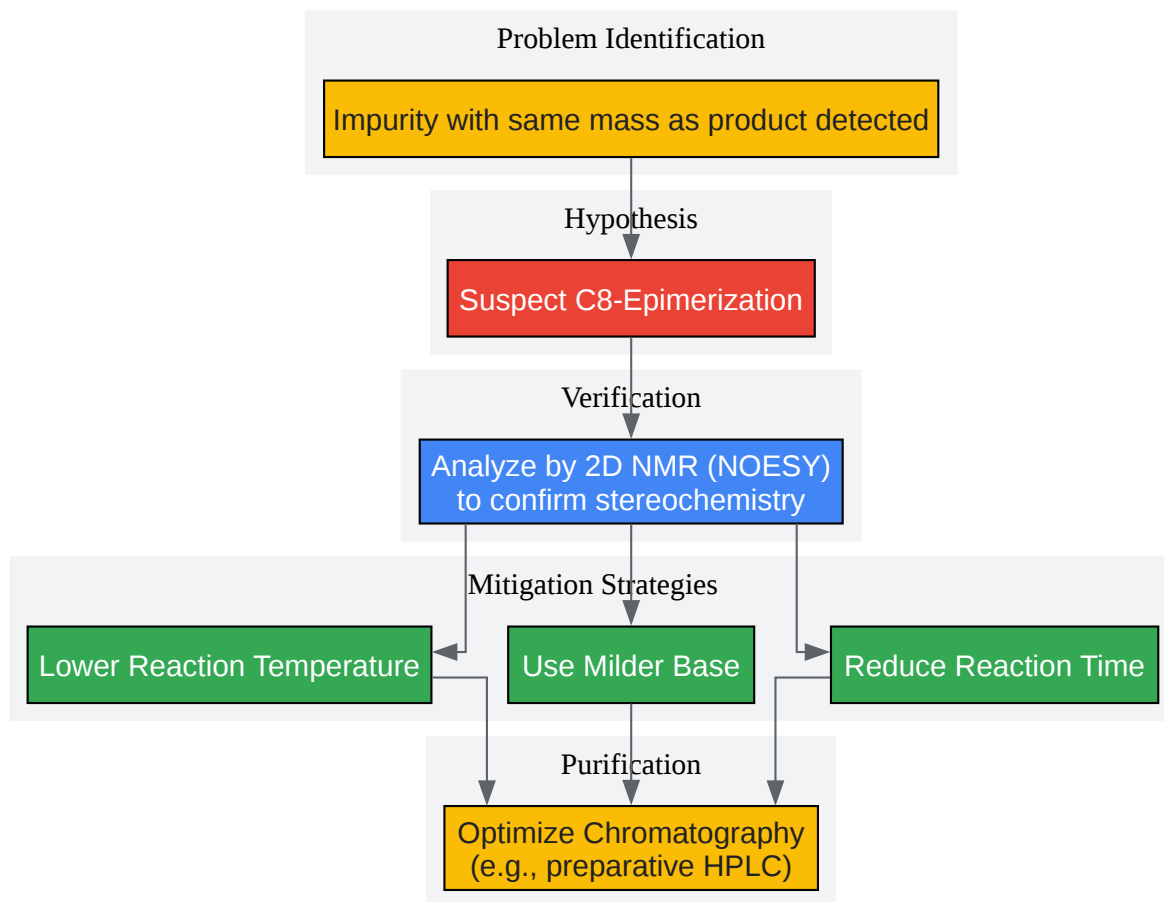 Problem Identification
Impurity with same mass as product detected
Hypothesis
Suspect C8-Epimerization
Verification
Analyze by 2D NMR (NOESY)
to confirm stereochemistry
Mitigation Strategies
Lower Reaction Temperature
Use Milder Base
Reduce Reaction Time
Purification
Optimize Chromatography
(e.g., preparative HPLC)